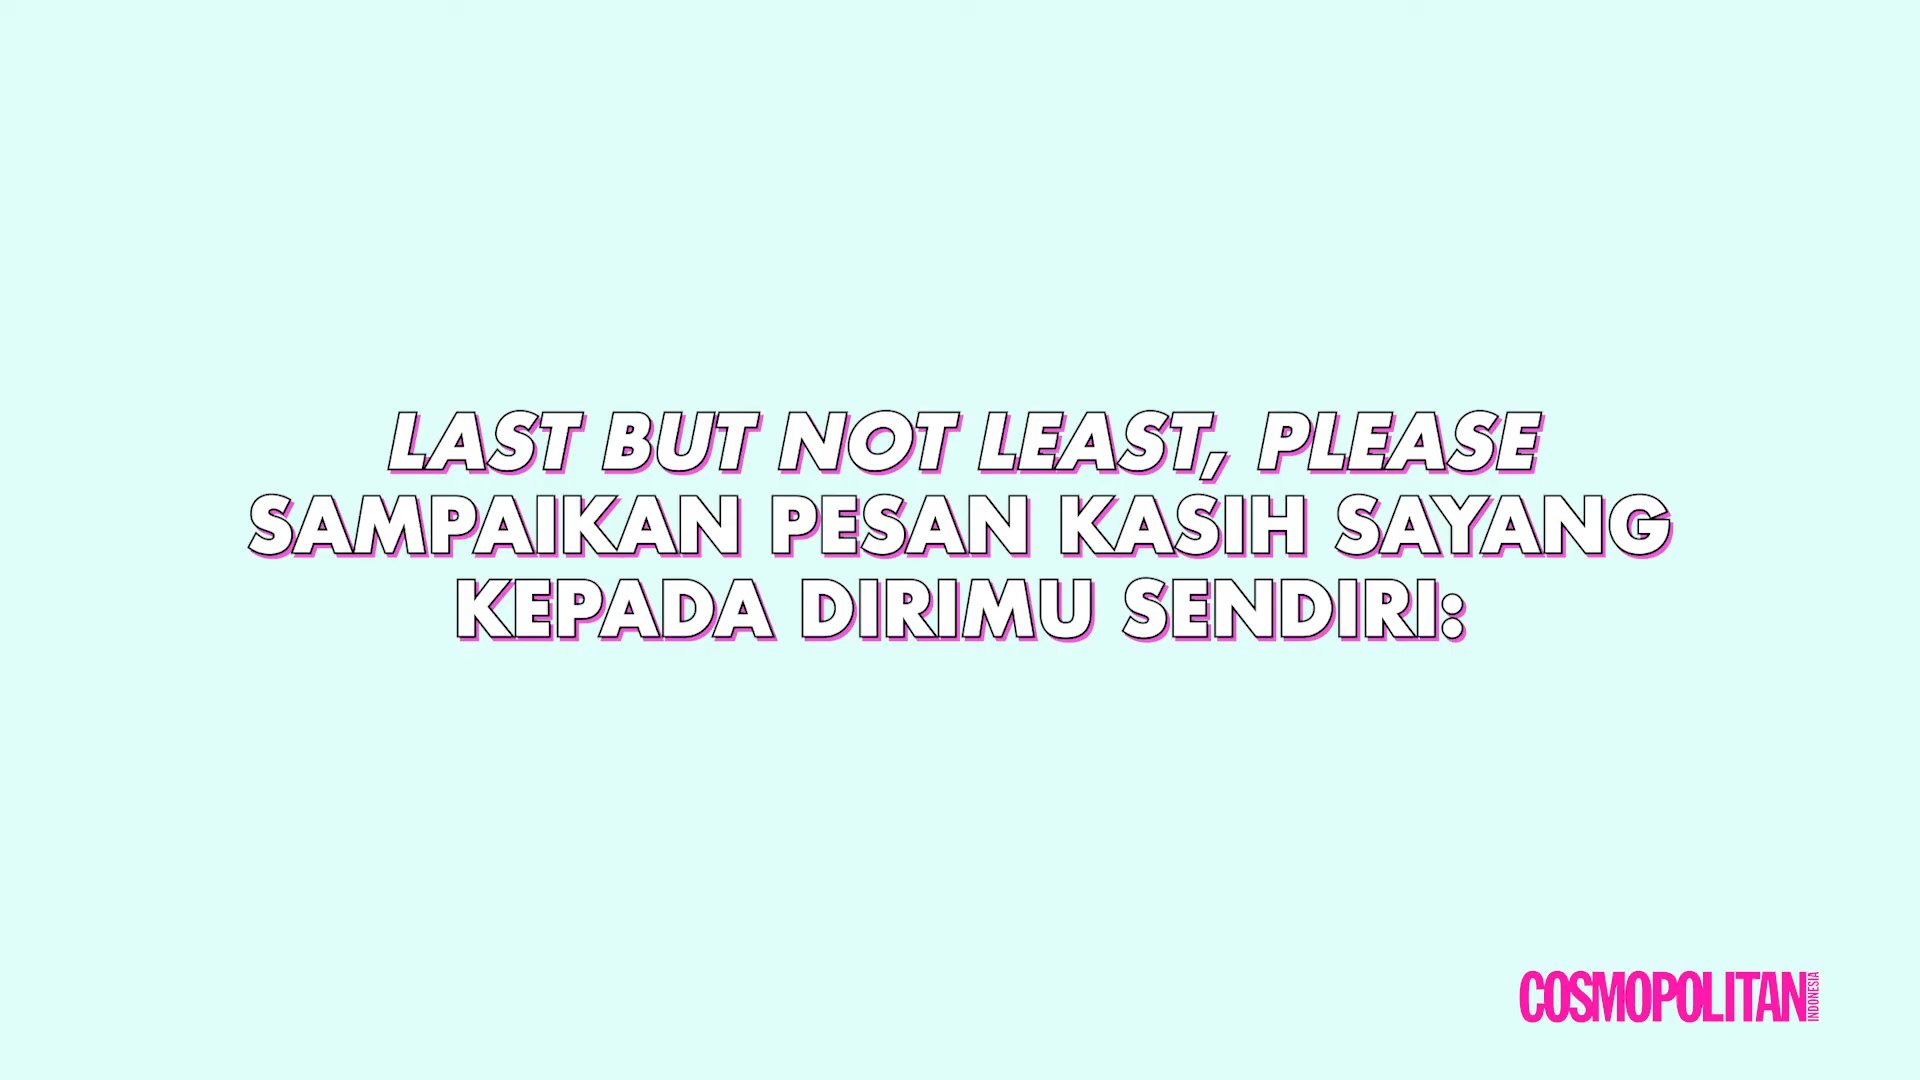 LAST BUT NOT LEAST, PLEASE
SAMPAIKAN PESAN KASIH SAYANG
KEPADA DIRIMU SENDIRI:
COSMOPOLITAN
INDONESIA